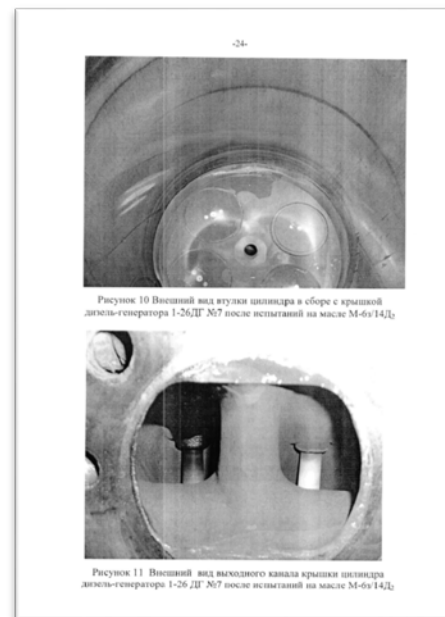 -24-
Рисунок 10 Внешний вид втулки цилиндра в сборе с крышкой
дизель-генератора 1-26ДГ №7 после испытаний на масле М-6з/14Д₂
Рисунок 11 Внешний вид выходного канала крышки цилиндра
дизель-генератора 1-26 ДГ №7 после испытаний на масле М-6з/14Д₂